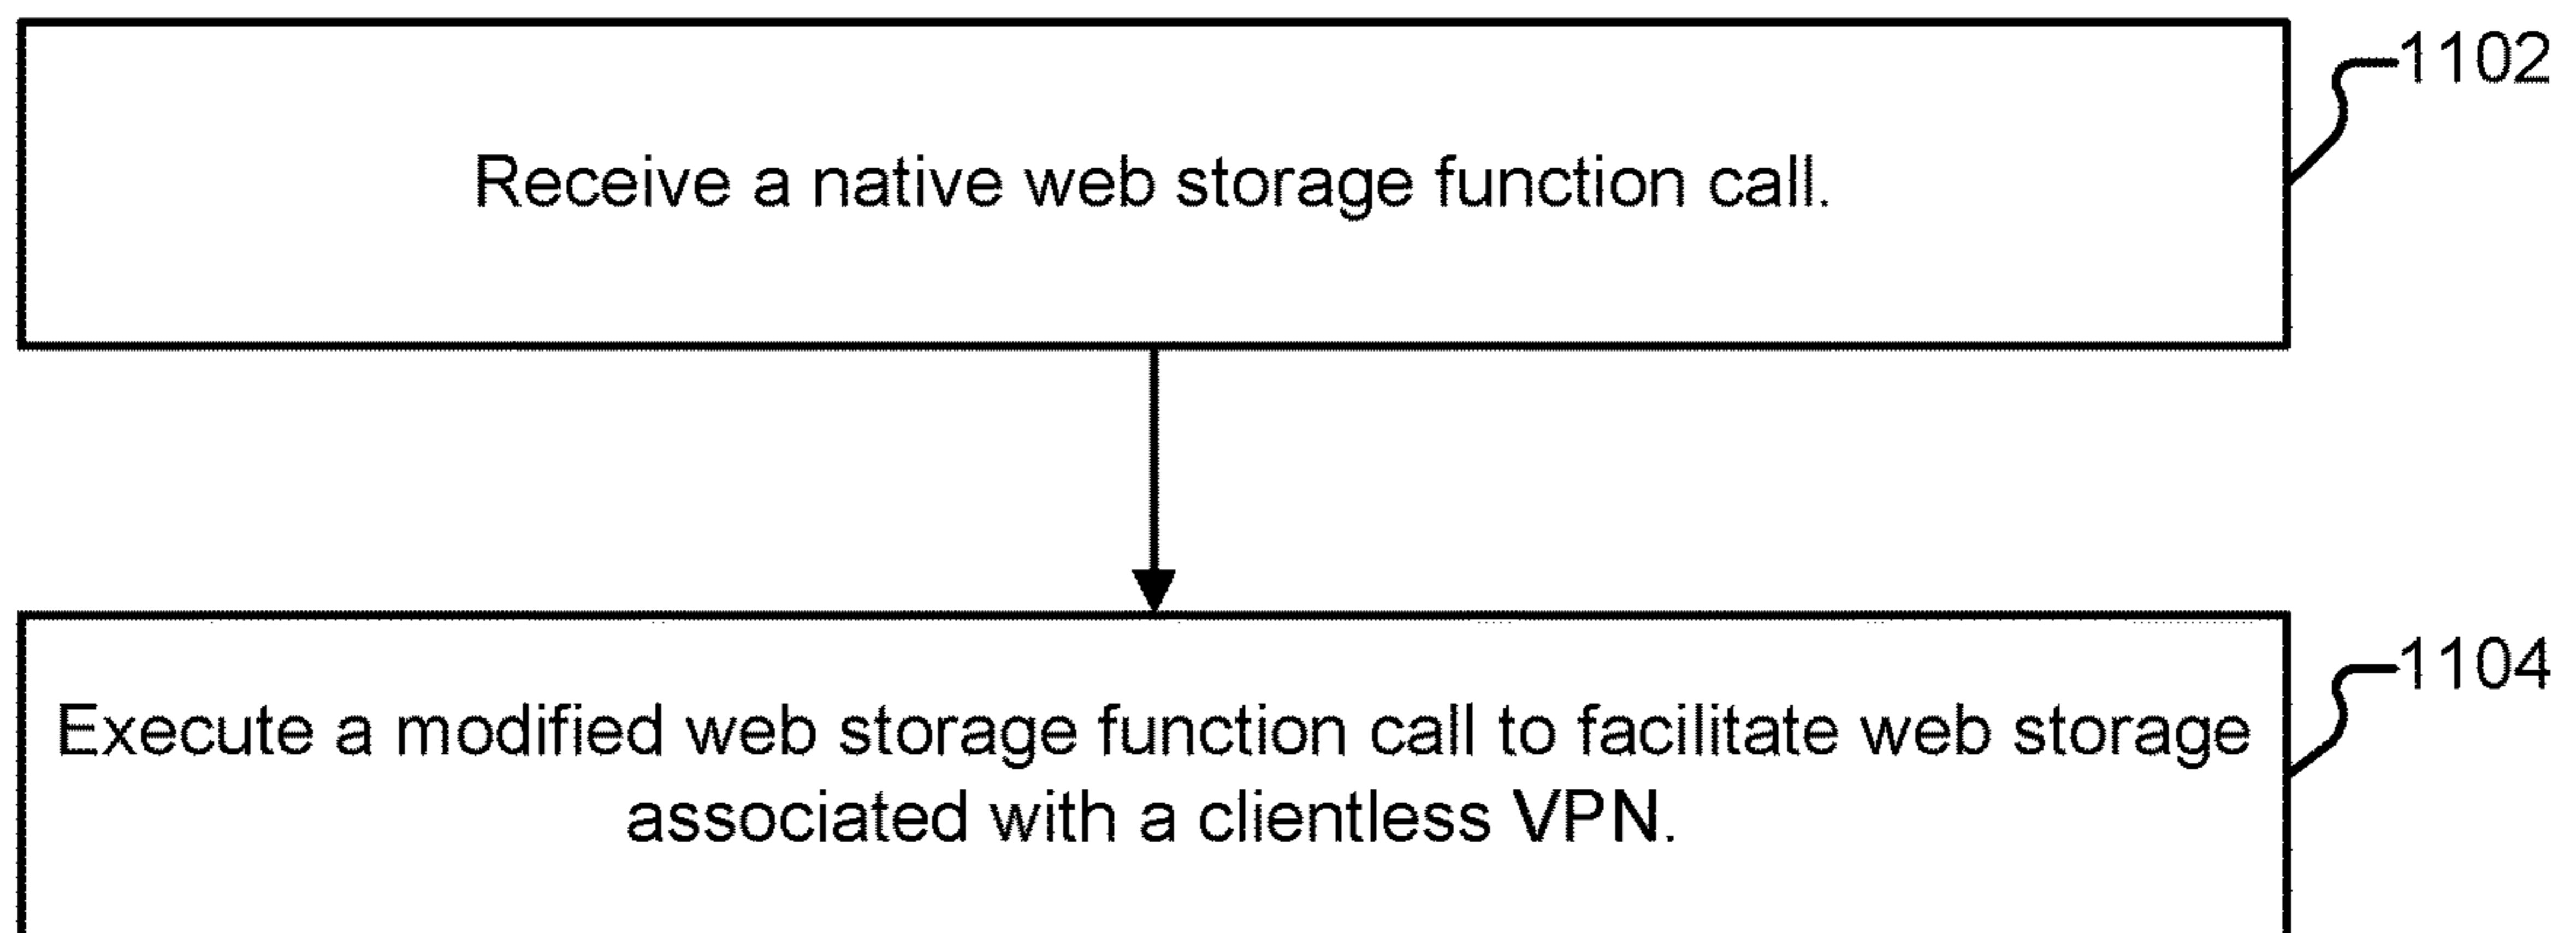 1102
Receive a native web storage function call.
1104
Execute a modified web storage function call to facilitate web storage
associated with a clientless VPN.